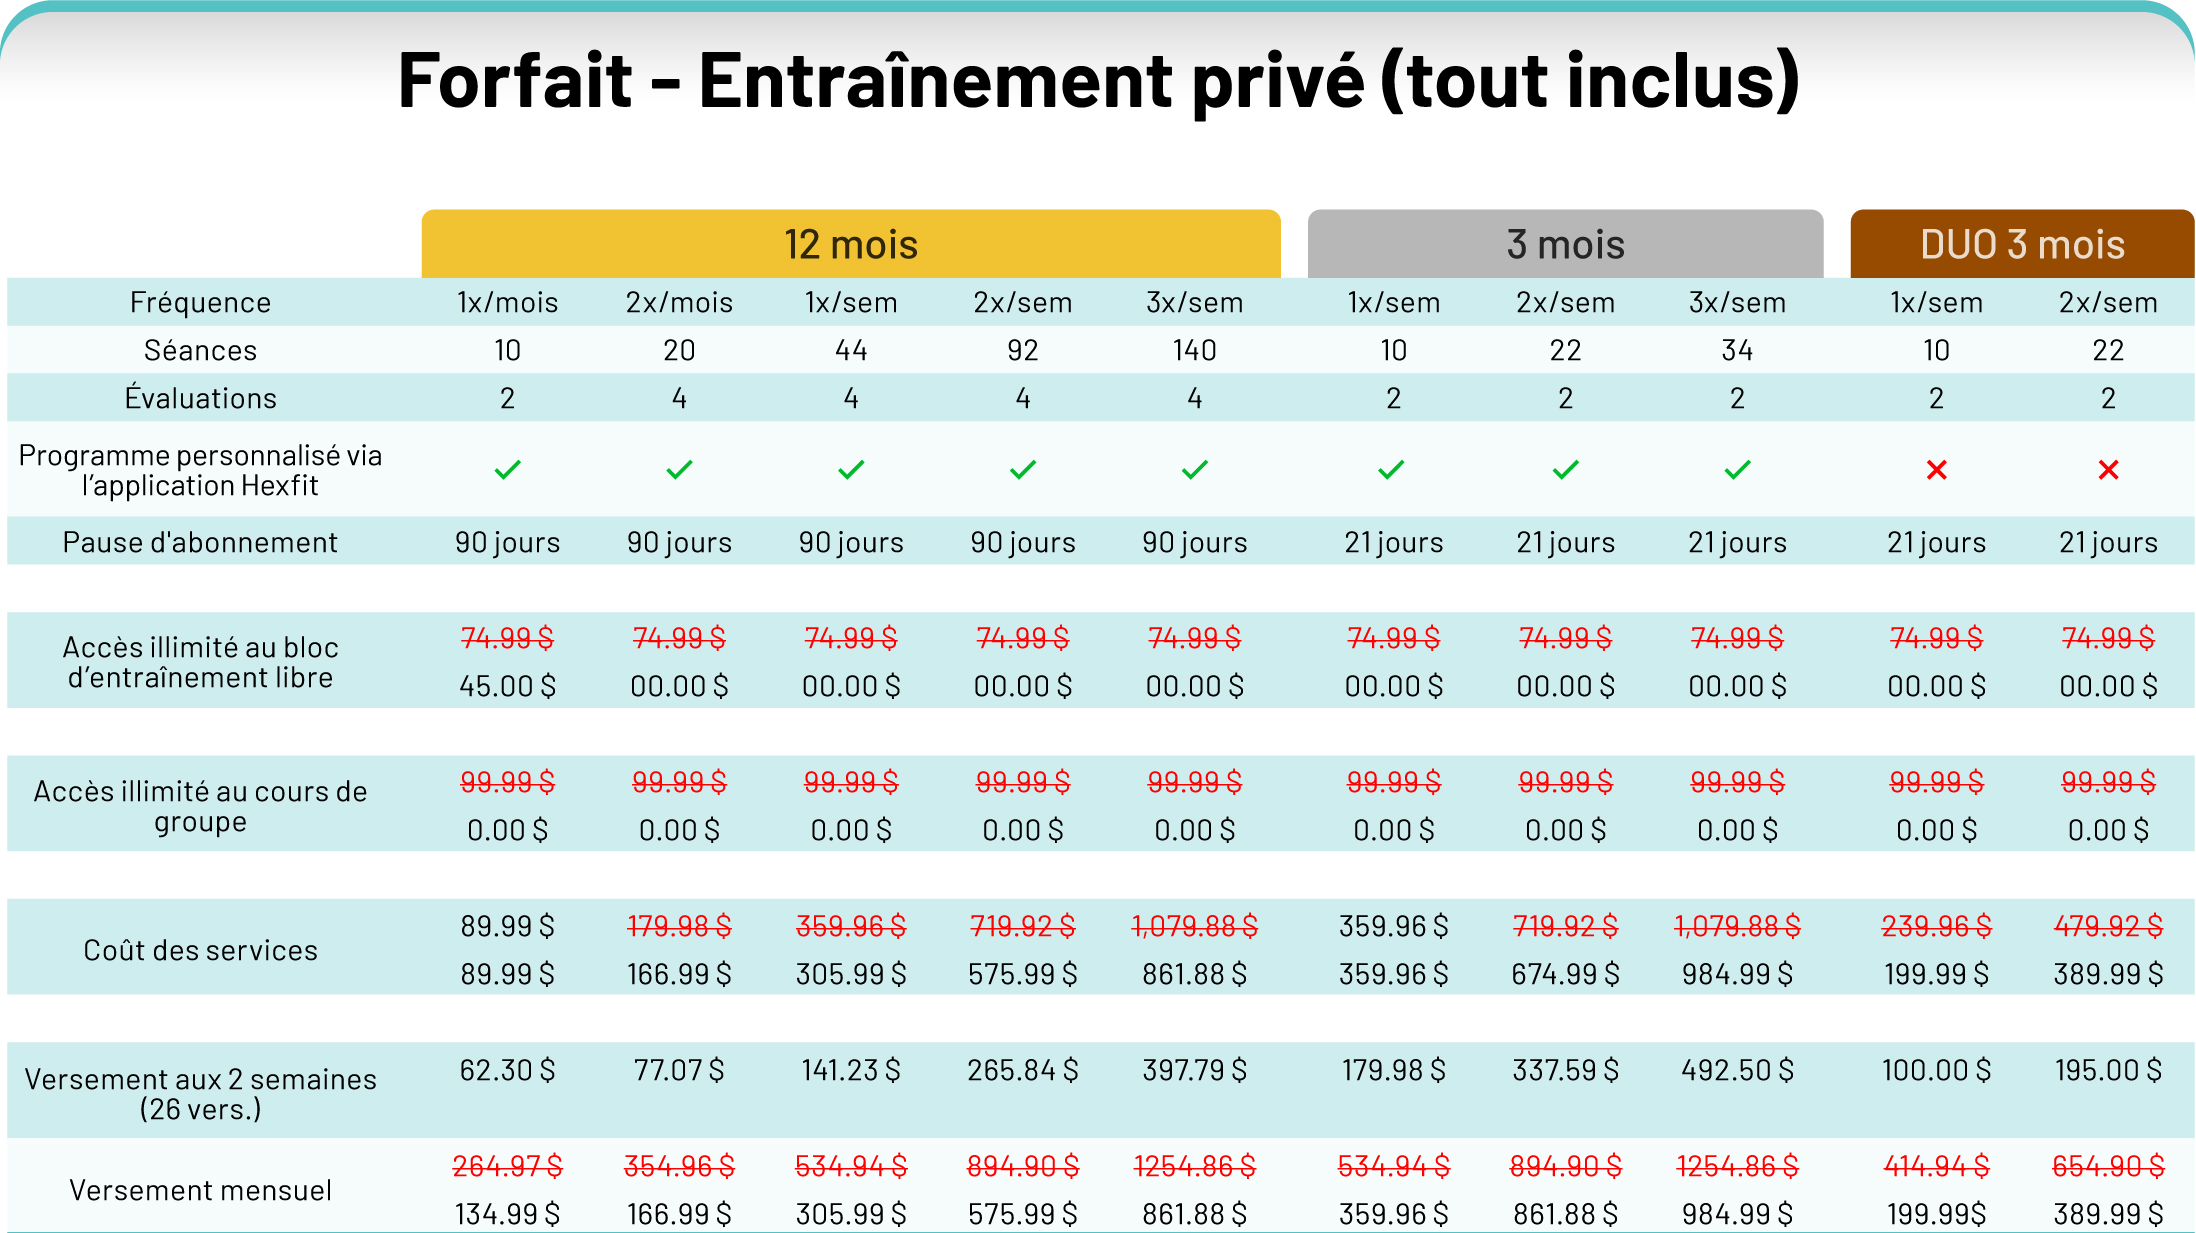 Forfait - Entraînement privé (tout inclus)
12 mois 3 mois DUO 3 mois
Fréquence 1x/mois 2x/mois 1x/sem 2x/sem 3x/sem 1x/sem 2x/sem 3x/sem 1x/sem 2x/sem
Séances 10 20 44 92 140 10 22 34 10 22
Évaluations 2 4 4 4 4 2 2 2 2 2
Programme personnalisé via
l’application Hexfit ✓ ✓ ✓ ✓ ✓ ✓ ✓ ✓ ✕ ✕
Pause d'abonnement 90 jours 90 jours 90 jours 90 jours 90 jours 21 jours 21 jours 21 jours 21 jours 21 jours
74.99 $ 74.99 $ 74.99 $ 74.99 $ 74.99 $ 74.99 $ 74.99 $ 74.99 $ 74.99 $ 74.99 $
Accès illimité au bloc
d’entraînement libre
45.00 $ 00.00 $ 00.00 $ 00.00 $ 00.00 $ 00.00 $ 00.00 $ 00.00 $ 00.00 $ 00.00 $
99.99 $ 99.99 $ 99.99 $ 99.99 $ 99.99 $ 99.99 $ 99.99 $ 99.99 $ 99.99 $ 99.99 $
Accès illimité au cours de
groupe
0.00 $ 0.00 $ 0.00 $ 0.00 $ 0.00 $ 0.00 $ 0.00 $ 0.00 $ 0.00 $ 0.00 $
89.99 $ 179.98 $ 359.96 $ 719.92 $ 1,079.88 $ 359.96 $ 719.92 $ 1,079.88 $ 239.96 $ 479.92 $
Coût des services
89.99 $ 166.99 $ 305.99 $ 575.99 $ 861.88 $ 359.96 $ 674.99 $ 984.99 $ 199.99 $ 389.99 $
62.30 $ 77.07 $ 141.23 $ 265.84 $ 397.79 $ 179.98 $ 337.59 $ 492.50 $ 100.00 $ 195.00 $
Versement aux 2 semaines
(26 vers.)
264.97 $ 354.96 $ 534.94 $ 894.90 $ 1254.86 $ 534.94 $ 894.90 $ 1254.86 $ 414.94 $ 654.90 $
Versement mensuel
134.99 $ 166.99 $ 305.99 $ 575.99 $ 861.88 $ 359.96 $ 861.88 $ 984.99 $ 199.99$ 389.99 $